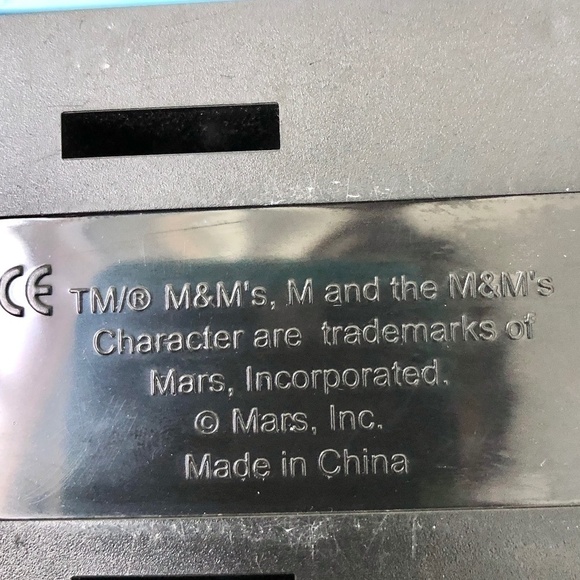 CE TM/® M&M's, M and the M&M's
Character are trademarks of
Mars, Incorporated.
© Mars, Inc.
Made in China